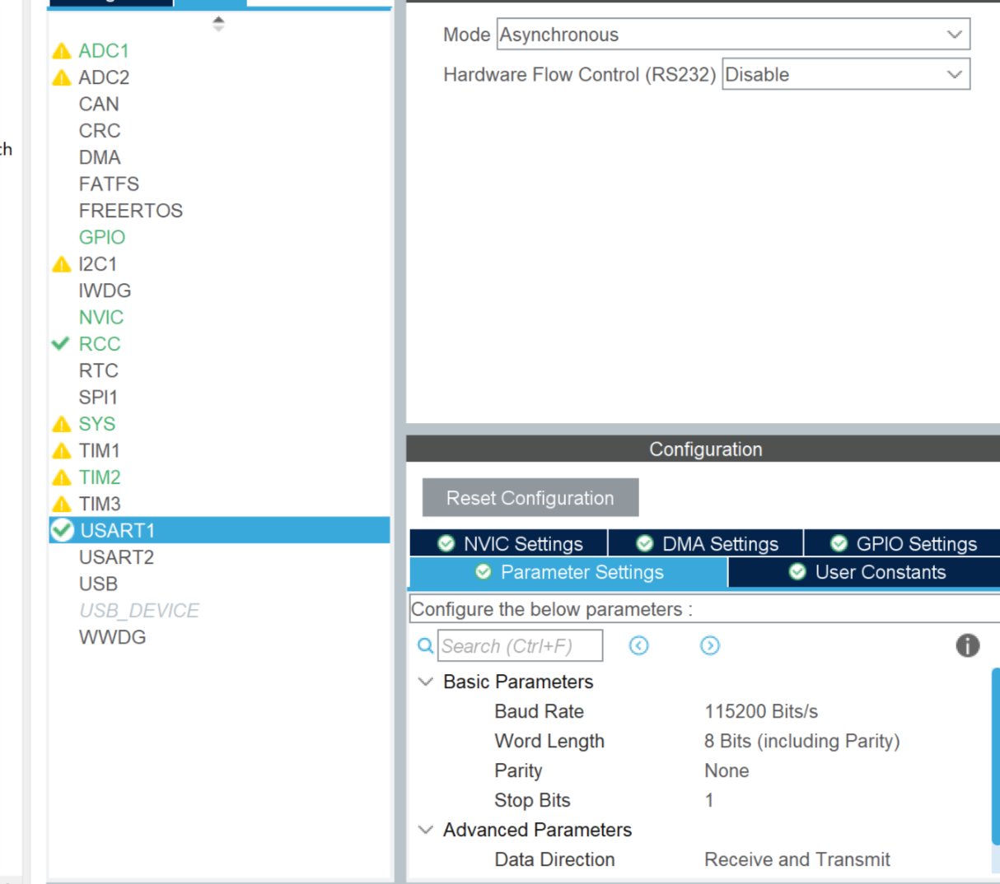 ch
ADC1
ADC2
CAN
CRC
DMA
FATFS
FREERTOS
GPIO
I2C1
IWDG
NVIC
RCC
RTC
SPI1
SYS
TIM1
TIM2
TIM3
USART1
USART2
USB
USB_DEVICE
WWDG
Mode Asynchronous
Hardware Flow Control (RS232) Disable
Configuration
Reset Configuration
NVIC Settings DMA Settings GPIO Settings
Parameter Settings User Constants
Configure the below parameters :
Search (Ctrl+F)
Basic Parameters
Baud Rate 115200 Bits/s
Word Length 8 Bits (including Parity)
Parity None
Stop Bits 1
Advanced Parameters
Data Direction Receive and Transmit